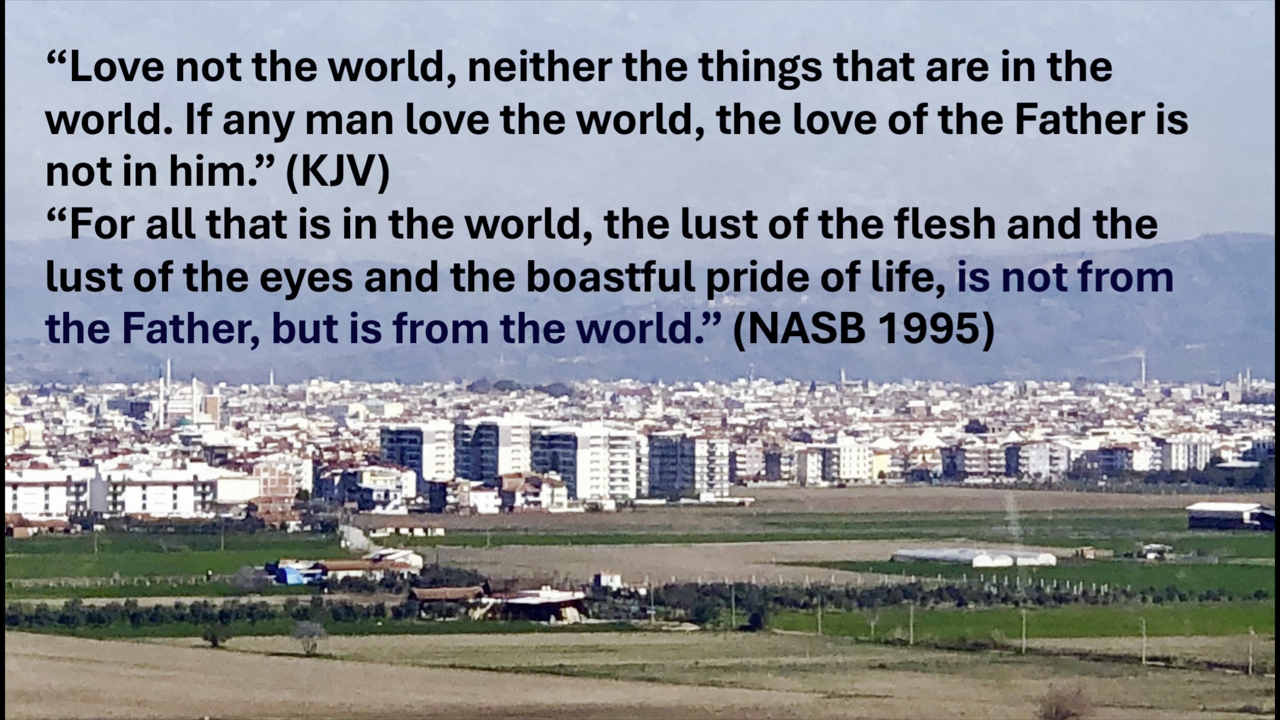 “Love not the world, neither the things that are in the
world. If any man love the world, the love of the Father is
not in him.” (KJV)
“For all that is in the world, the lust of the flesh and the
lust of the eyes and the boastful pride of life, is not from
the Father, but is from the world.” (NASB 1995)